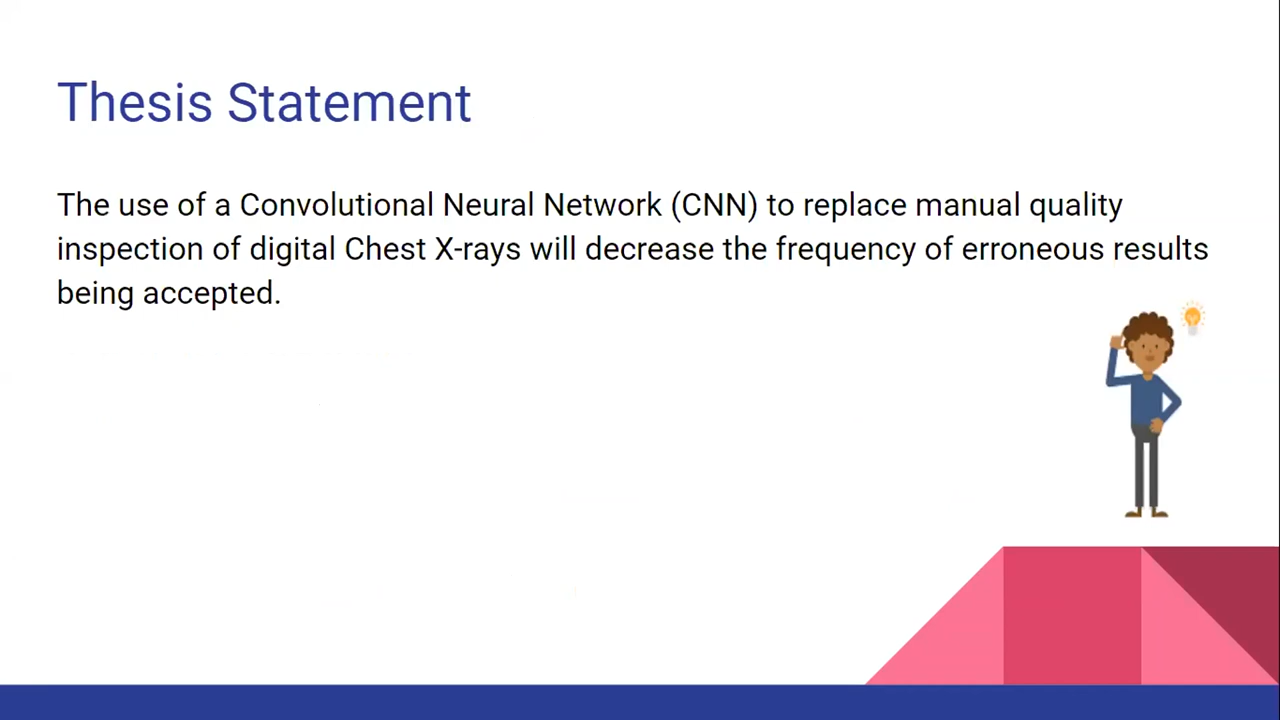 Thesis Statement
The use of a Convolutional Neural Network (CNN) to replace manual quality
inspection of digital Chest X-rays will decrease the frequency of erroneous results
being accepted.